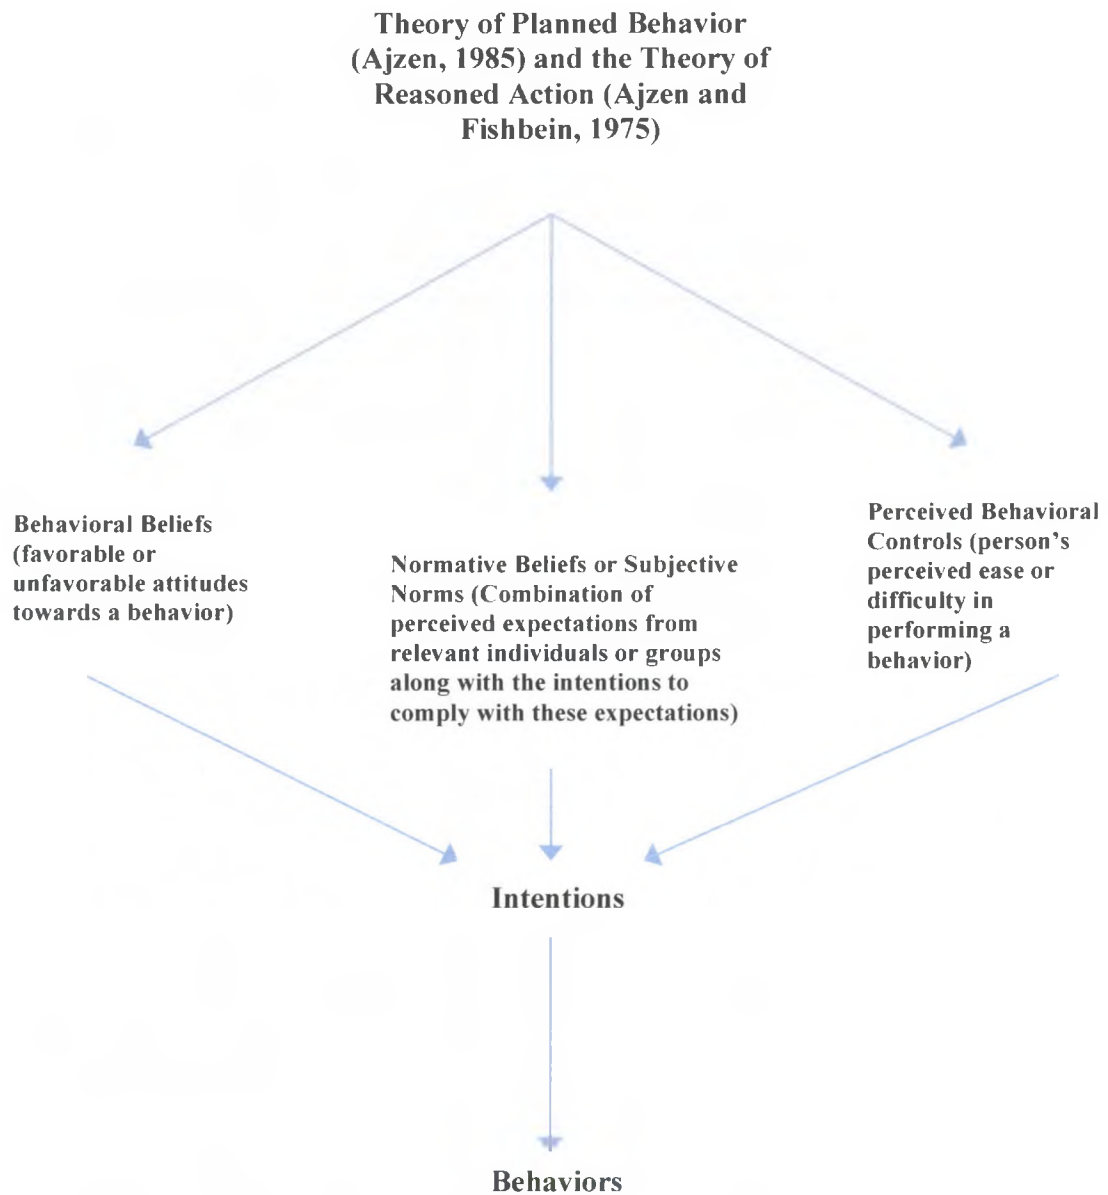 Theory of Planned Behavior
(Ajzen, 1985) and the Theory of
Reasoned Action (Ajzen and
Fishbein, 1975)
Behavioral Beliefs
(favorable or
unfavorable attitudes
towards a behavior)
Normative Beliefs or Subjective
Norms (Combination of
perceived expectations from
relevant individuals or groups
along with the intentions to
comply with these expectations)
Perceived Behavioral
Controls (person's
perceived ease or
difficulty in
performing a
behavior)
Intentions
Behaviors